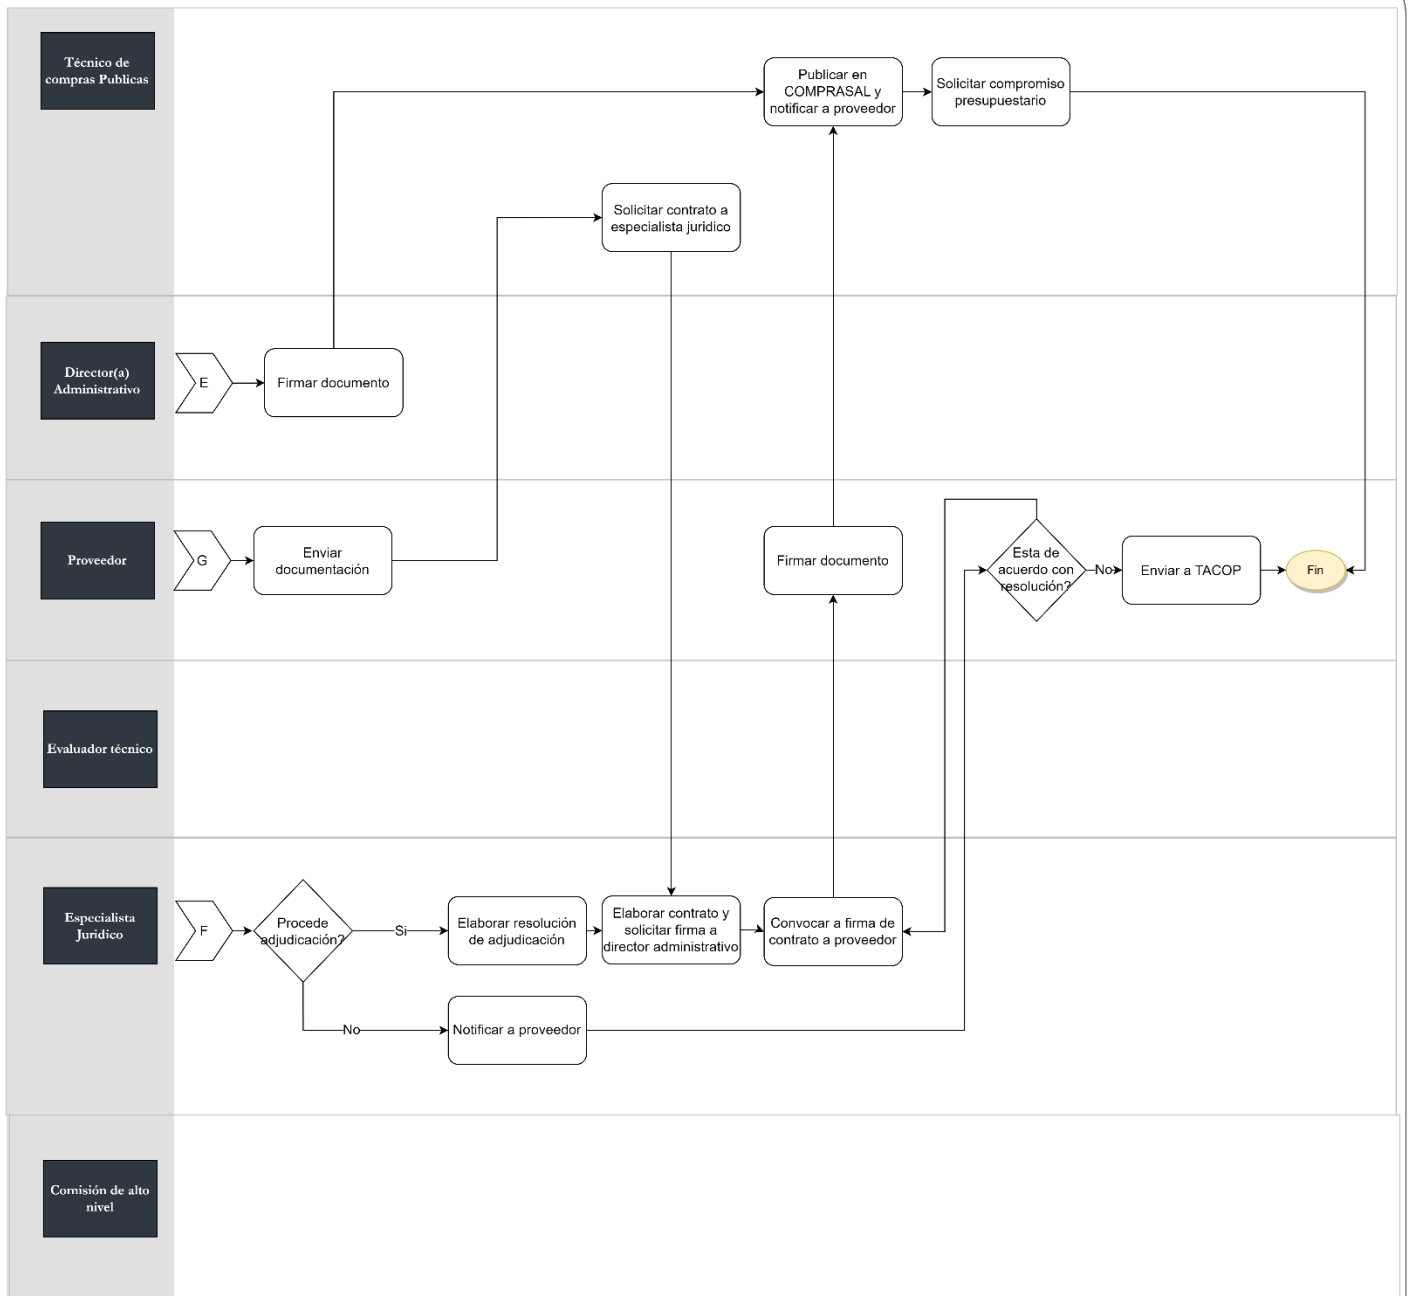 Técnico de
compras Publicas
Publicar en
COMPRASAL y
notificar a proveedor
Solicitar compromiso
presupuestario
Solicitar contrato a
especialista juridico
Director(a)
Administrativo
E
Firmar documento
Proveedor
G
Enviar
documentación
Firmar documento
Esta de
acuerdo con
resolución?
No
Enviar a TACOP
Fin
Evaluador técnico
Especialista
Juridico
F
Procede
adjudicación?
Si
Elaborar resolución
de adjudicación
Elaborar contrato y
solicitar firma a
director administrativo
Convocar a firma de
contrato a proveedor
No
Notificar a proveedor
Comisión de alto
nivel